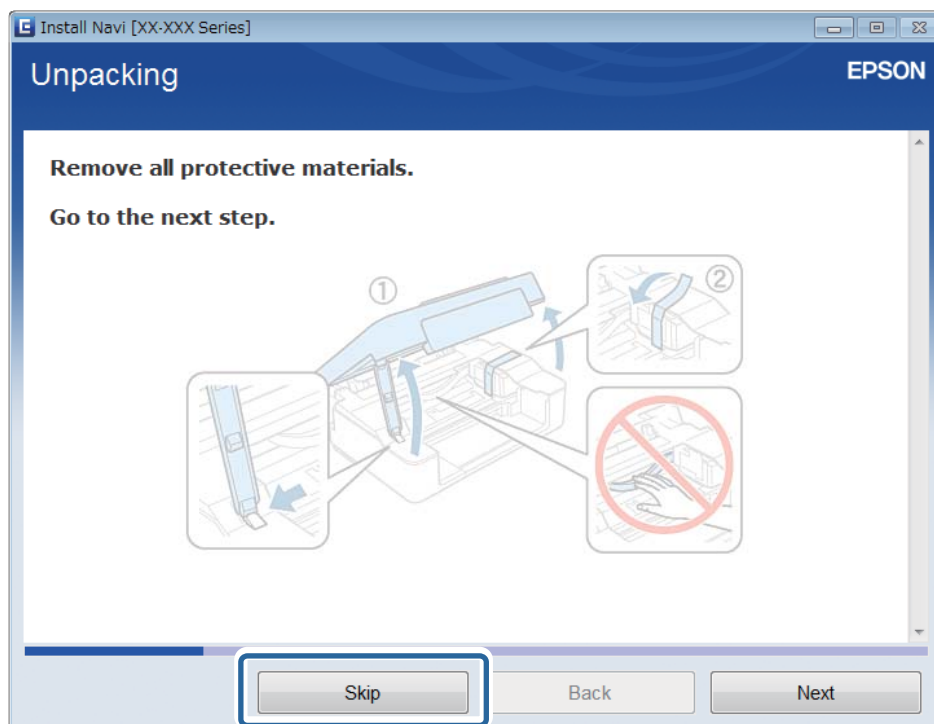 Install Navi [XX-XXX Series]
Unpacking
EPSON
Remove all protective materials.
Go to the next step.
①
②
Skip
Back
Next